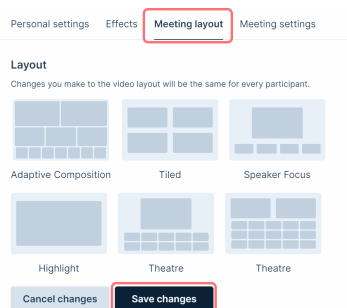 Personal settings Effects Meeting layout Meeting settings
Layout
Changes you make to the video layout will be the same for every participant.
Adaptive Composition Tiled Speaker Focus
Highlight Theatre Theatre
Cancel changes Save changes